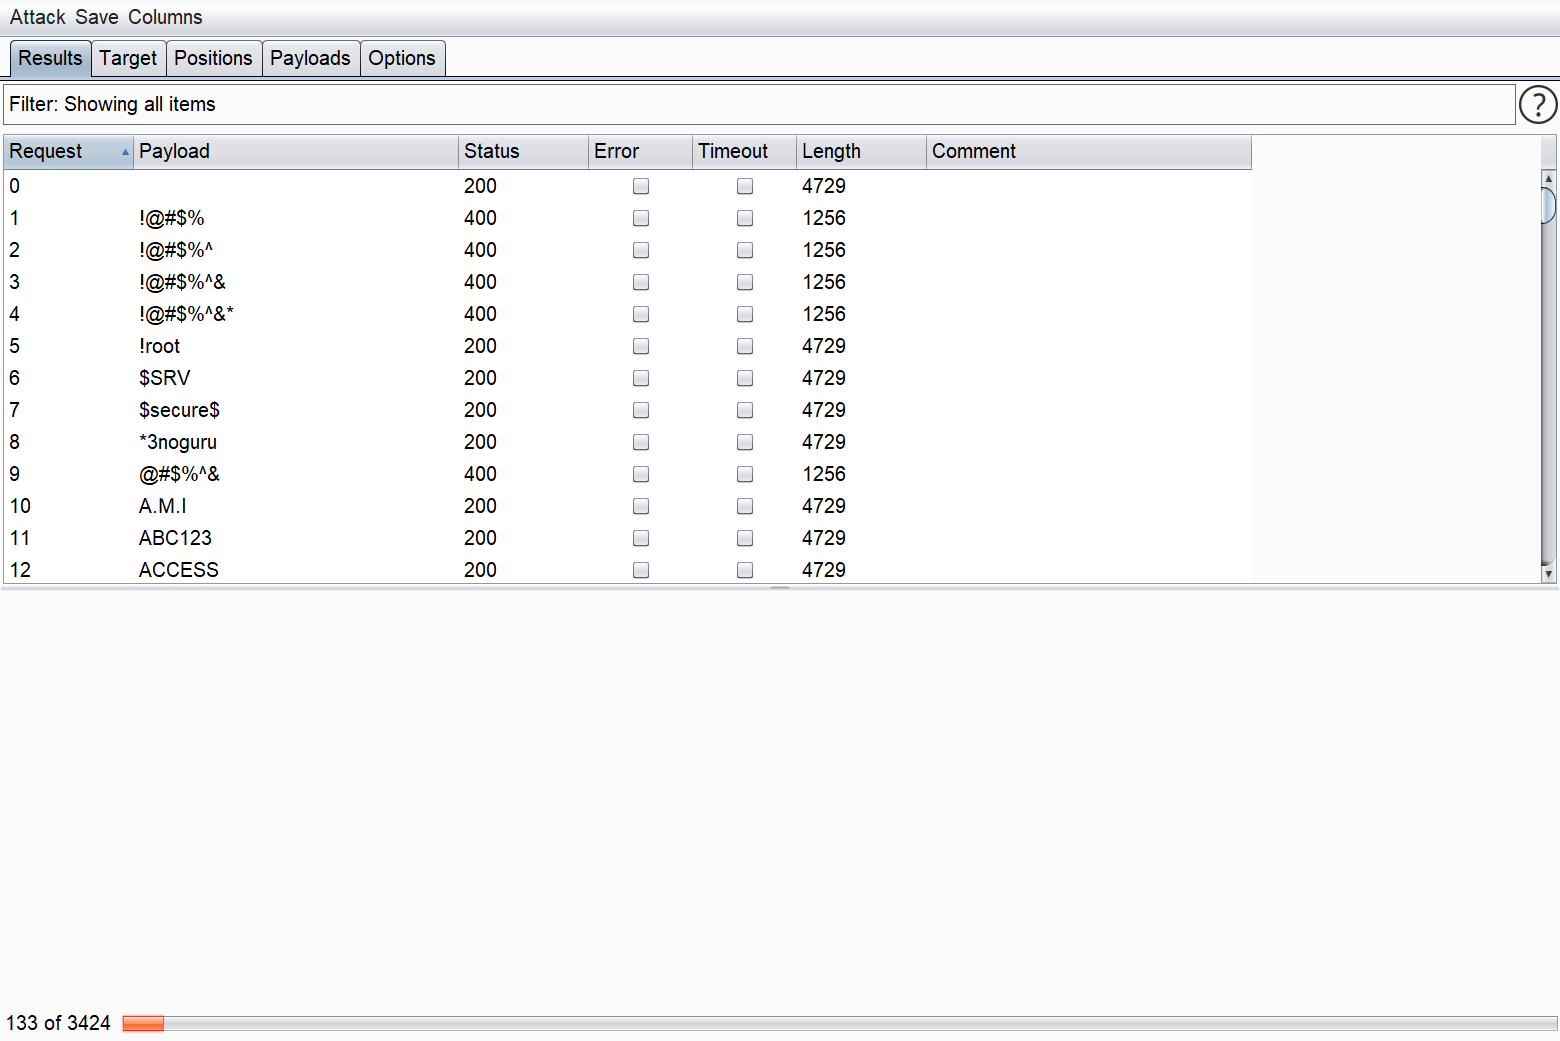 Attack Save Columns
Results Target Positions Payloads Options
Filter: Showing all items ?
Request Payload Status Error Timeout Length Comment
0 200 4729
1 !@#$% 400 1256
2 !@#$%^ 400 1256
3 !@#$%^& 400 1256
4 !@#$%^&* 400 1256
5 !root 200 4729
6 $SRV 200 4729
7 $secure$ 200 4729
8 *3noguru 200 4729
9 @#$%^& 400 1256
10 A.M.I 200 4729
11 ABC123 200 4729
12 ACCESS 200 4729
133 of 3424